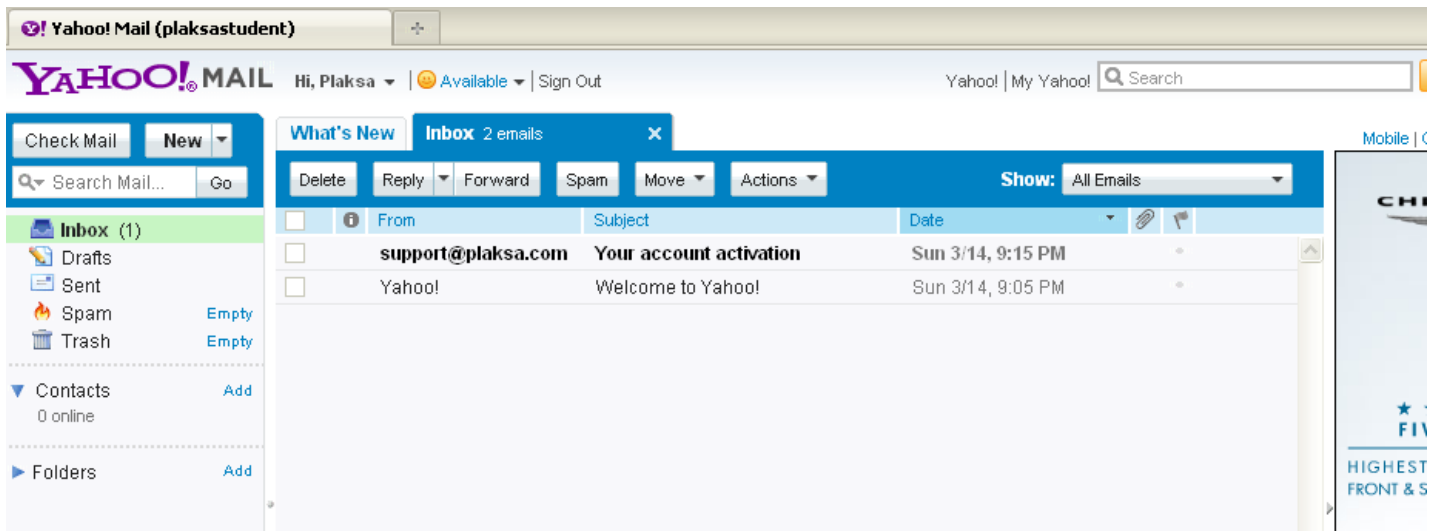 Y! Yahoo! Mail (plaksastudent)
YAHOO!® MAIL Hi, Plaksa | Available | Sign Out Yahoo! | My Yahoo! Search
Check Mail New What's New Inbox 2 emails Mobile |
Search Mail... Go Delete Reply Forward Spam Move Actions Show: All Emails
Inbox (1) From Subject Date
Drafts support@plaksa.com Your account activation Sun 3/14, 9:15 PM
Sent Yahoo! Welcome to Yahoo! Sun 3/14, 9:05 PM
Spam Empty
Trash Empty
Contacts Add
0 online
Folders Add
HIGHEST
FRONT & S